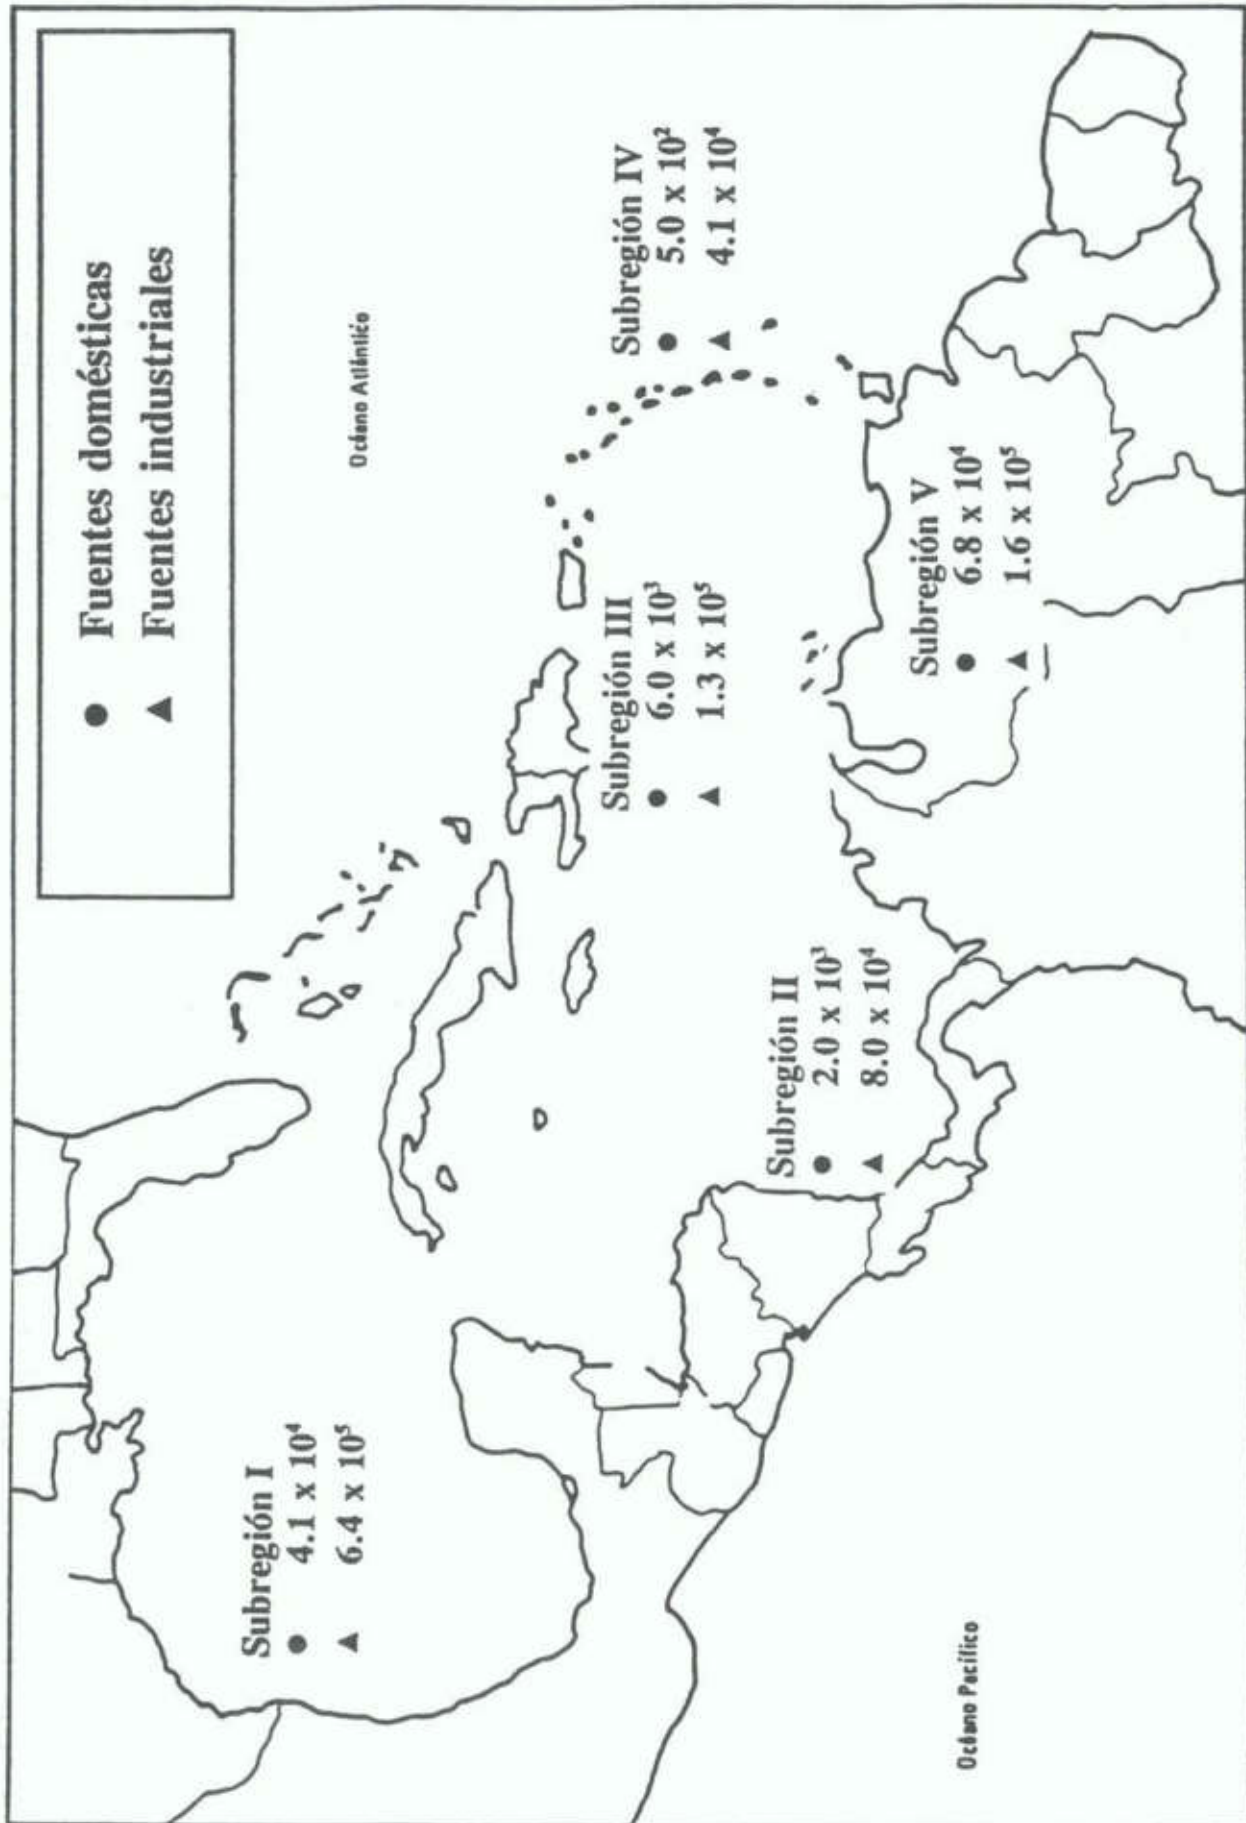 ● Fuentes domésticas
▲ Fuentes industriales
Océano Atlántico
Subregión I
● 4.1 x 10⁴
▲ 6.4 x 10⁵
Subregión II
● 2.0 x 10³
▲ 8.0 x 10⁴
Subregión III
● 6.0 x 10³
▲ 1.3 x 10⁵
Subregión IV
● 5.0 x 10²
▲ 4.1 x 10⁴
Subregión V
● 6.8 x 10⁴
▲ 1.6 x 10⁵
Océano Pacífico